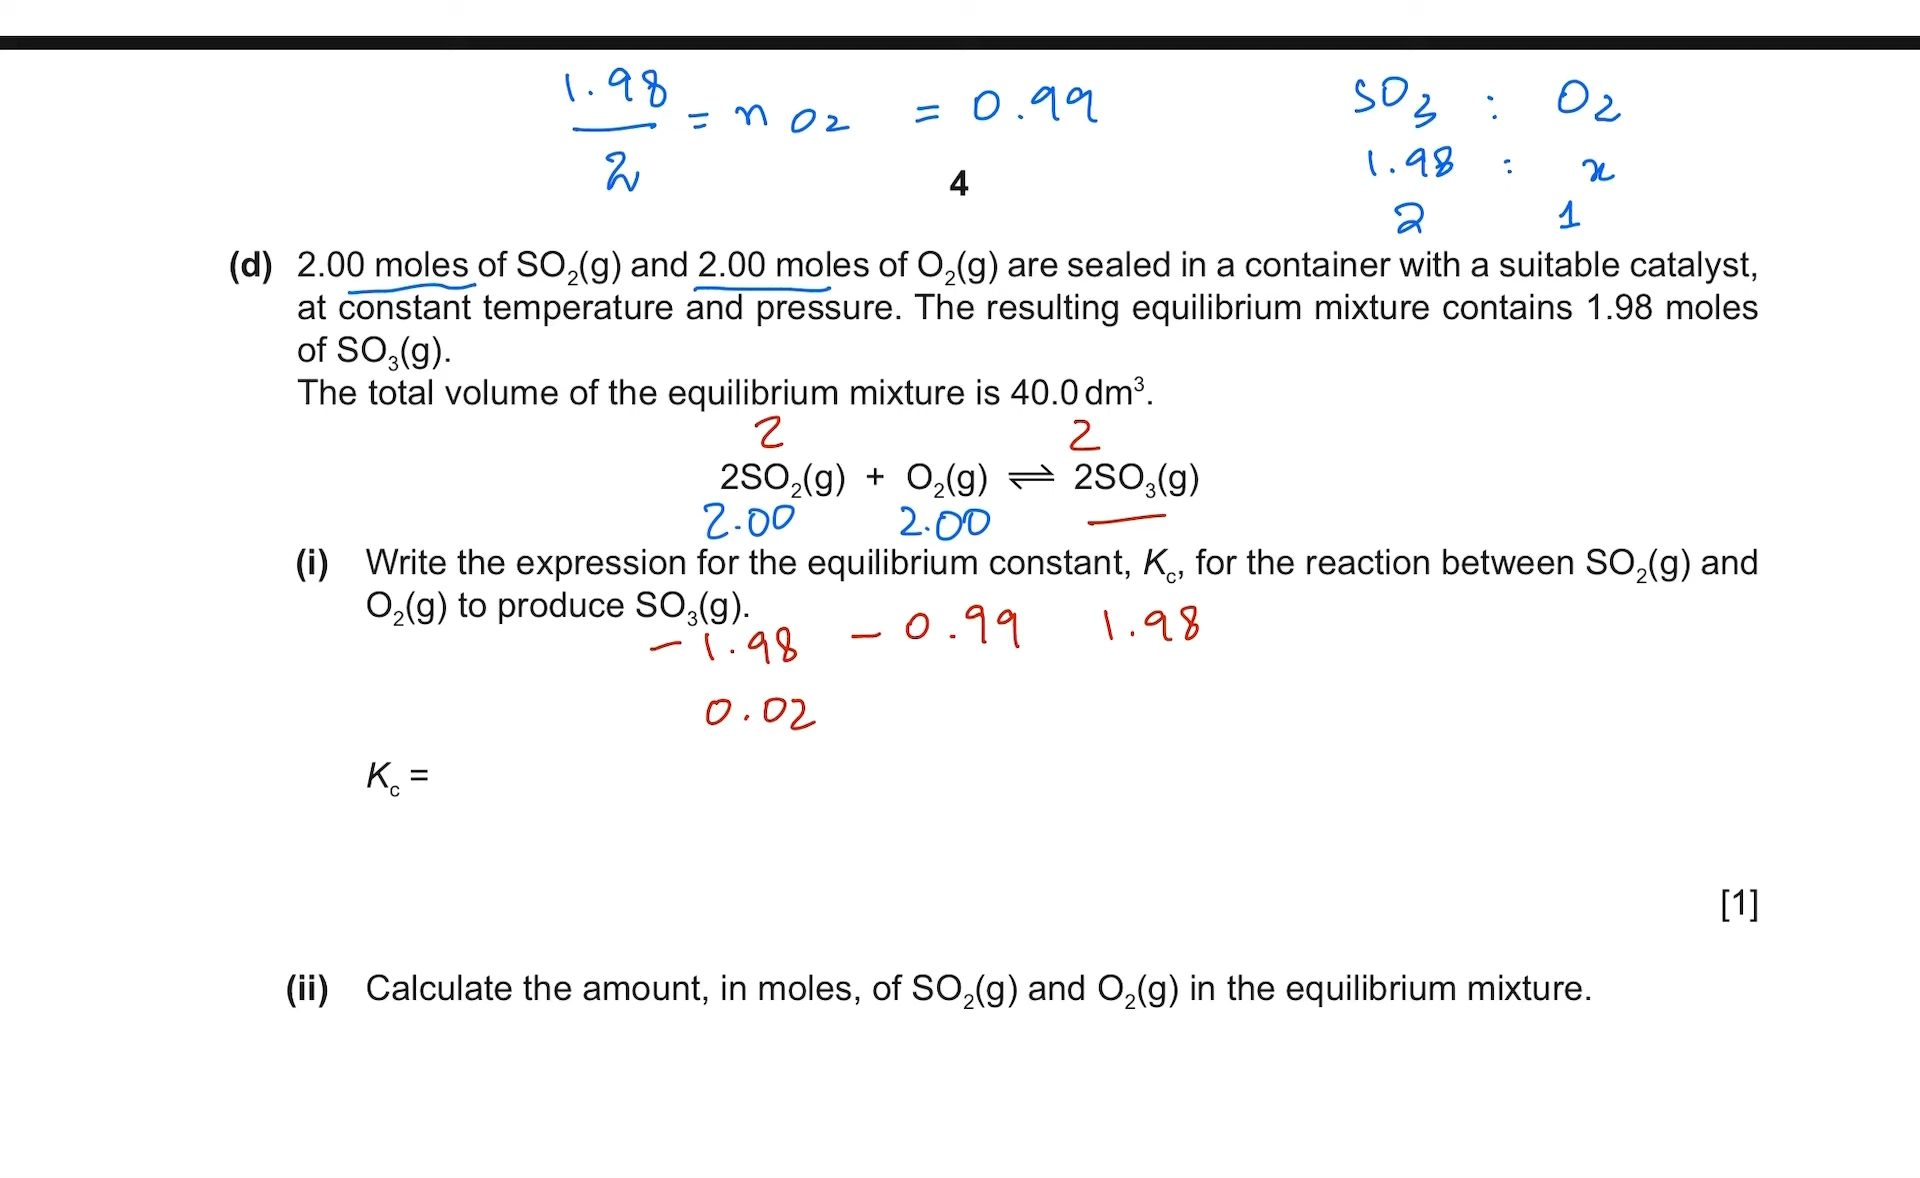 1.98/2 = n O₂ = 0.99
SO₃ : O₂
1.98 : x
2 1
4
(d) 2.00 moles of SO₂(g) and 2.00 moles of O₂(g) are sealed in a container with a suitable catalyst,
at constant temperature and pressure. The resulting equilibrium mixture contains 1.98 moles
of SO₃(g).
The total volume of the equilibrium mixture is 40.0 dm³.
2 2
2SO₂(g) + O₂(g) ⇌ 2SO₃(g)
2.00 2.00
(i) Write the expression for the equilibrium constant, Kc, for the reaction between SO₂(g) and
O₂(g) to produce SO₃(g).
-1.98 -0.99 1.98
0.02
Kc =
[1]
(ii) Calculate the amount, in moles, of SO₂(g) and O₂(g) in the equilibrium mixture.